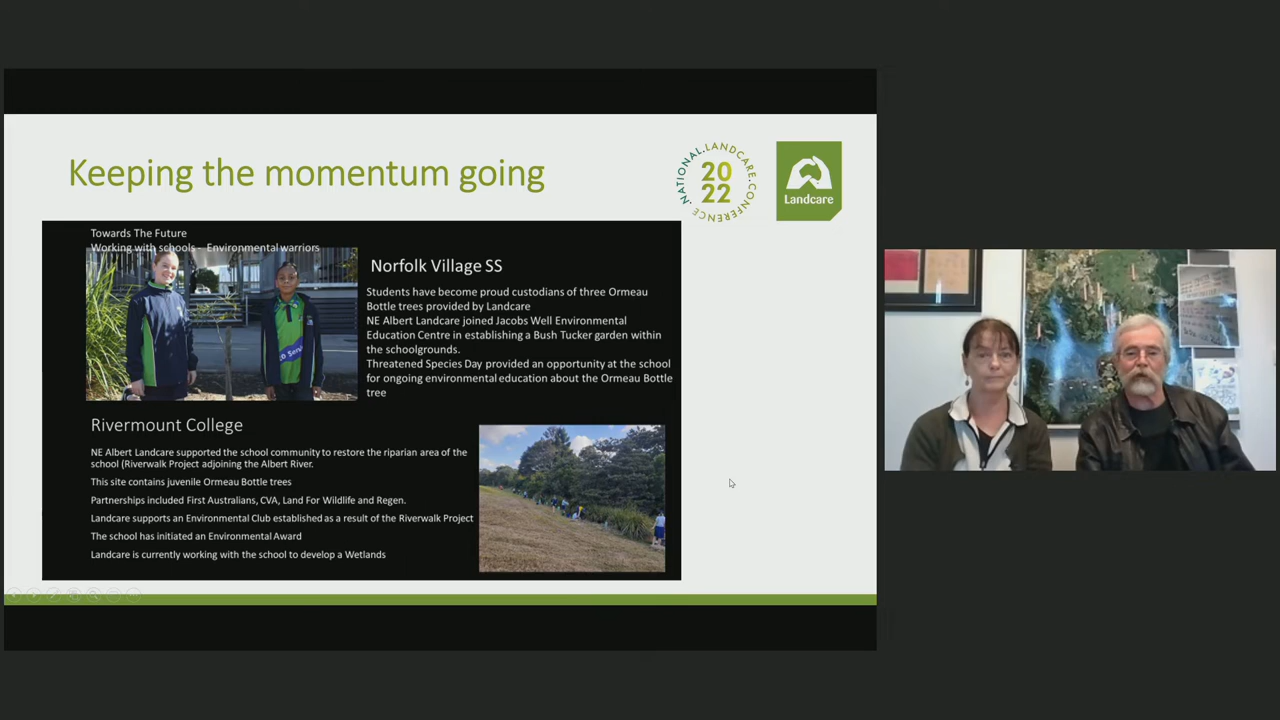 Keeping the momentum going
NATIONAL.LANDCARE.CONFERENCE.
20
22
Landcare
Towards The Future
Working with schools - Environmental warriors
Norfolk Village SS
Students have become proud custodians of three Ormeau
Bottle trees provided by Landcare
NE Albert Landcare joined Jacobs Well Environmental
Education Centre in establishing a Bush Tucker garden within
the schoolgrounds.
Threatened Species Day provided an opportunity at the school
for ongoing environmental education about the Ormeau Bottle
tree
Rivermount College
NE Albert Landcare supported the school community to restore the riparian area of the
school (Riverwalk Project adjoining the Albert River.
This site contains juvenile Ormeau Bottle trees
Partnerships included First Australians, CVA, Land For Wildlife and Regen.
Landcare supports an Environmental Club established as a result of the Riverwalk Project
The school has initiated an Environmental Award
Landcare is currently working with the school to develop a Wetlands